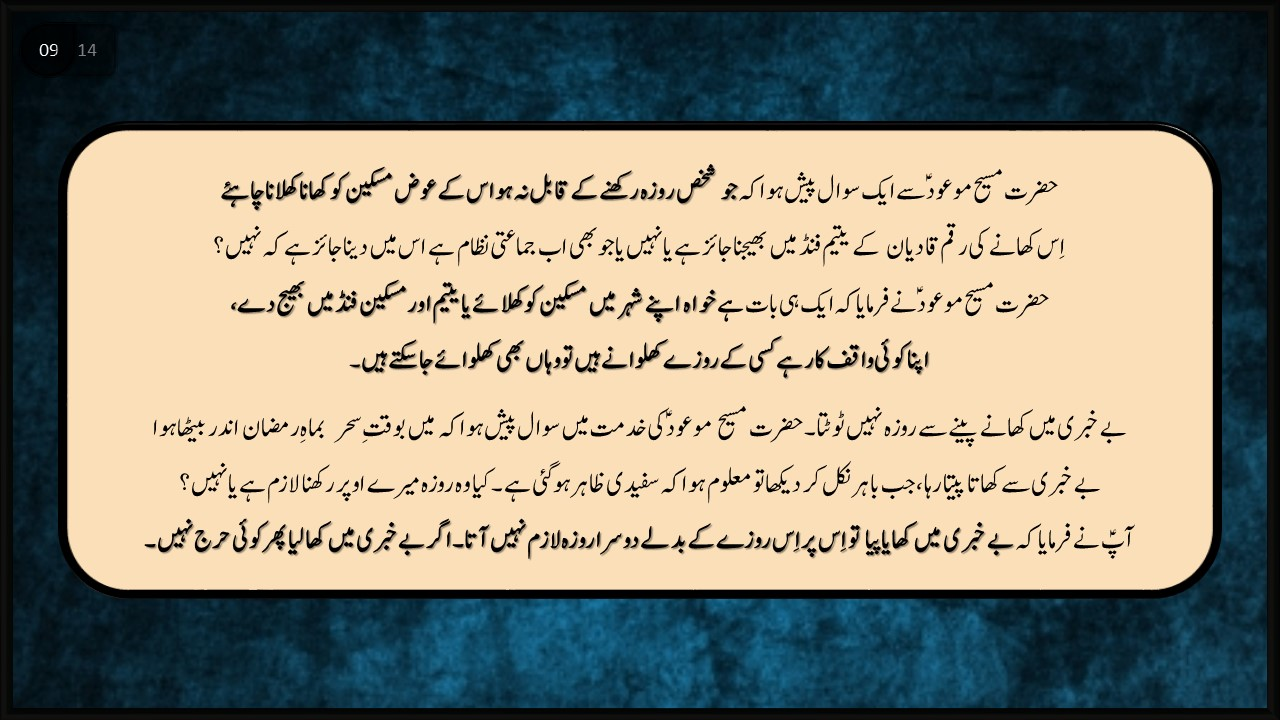 09 14
حضرت مسیح موعودؑ سے ایک سوال پیش ہوا کہ جو شخص روزہ رکھنے کے قابل نہ ہو اس کے عوض مسکین کو کھانا کھلانا چاہئے
اِس کھانے کی رقم قادیان کے یتیم فنڈ میں بھیجنا جائز ہے یا نہیں یا جو بھی اب جماعتی نظام ہے اس میں دینا جائز ہے کہ نہیں؟
حضرت مسیح موعودؑ نے فرمایا کہ ایک ہی بات ہے خواہ اپنے شہر میں مسکین کو کھلائے یا یتیم اور مسکین فنڈ میں بھیج دے،
اپنا کوئی واقف کار ہے کسی کے روزے کھلوانے ہیں تو وہاں بھی کھلوائے جاسکتے ہیں۔
بے خبری میں کھانے پینے سے روزہ نہیں ٹوٹتا۔ حضرت مسیح موعودؑ کی خدمت میں سوال پیش ہوا کہ میں بوقتِ سحر بماہِ رمضان اندر بیٹھا ہوا
بے خبری سے کھاتا پیتا رہا، جب باہر نکل کر دیکھا تو معلوم ہوا کہ سفیدی ظاہر ہوگئی ہے۔ کیا وہ روزہ میرے اوپر رکھنا لازم ہے یا نہیں؟
آپؑ نے فرمایا کہ بے خبری میں کھایا پیا تو اِس پر اِس روزے کے بدلے دوسرا روزہ لازم نہیں آتا۔ اگر بے خبری میں کھا لیا پھر کوئی حرج نہیں۔